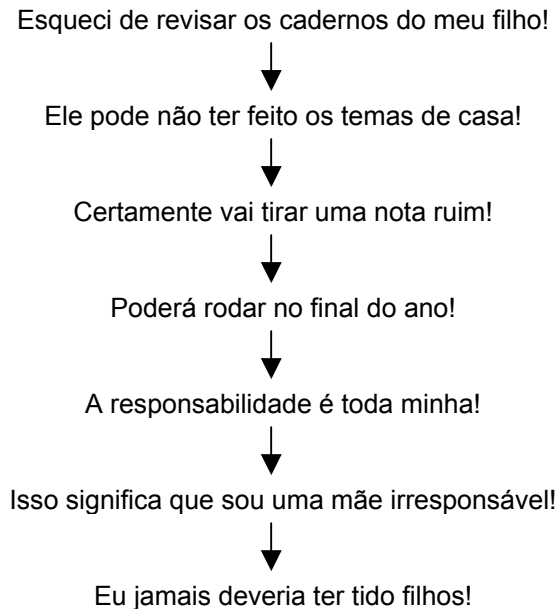 Esqueci de revisar os cadernos do meu filho!
Ele pode não ter feito os temas de casa!
Certamente vai tirar uma nota ruim!
Poderá rodar no final do ano!
A responsabilidade é toda minha!
Isso significa que sou uma mãe irresponsável!
Eu jamais deveria ter tido filhos!